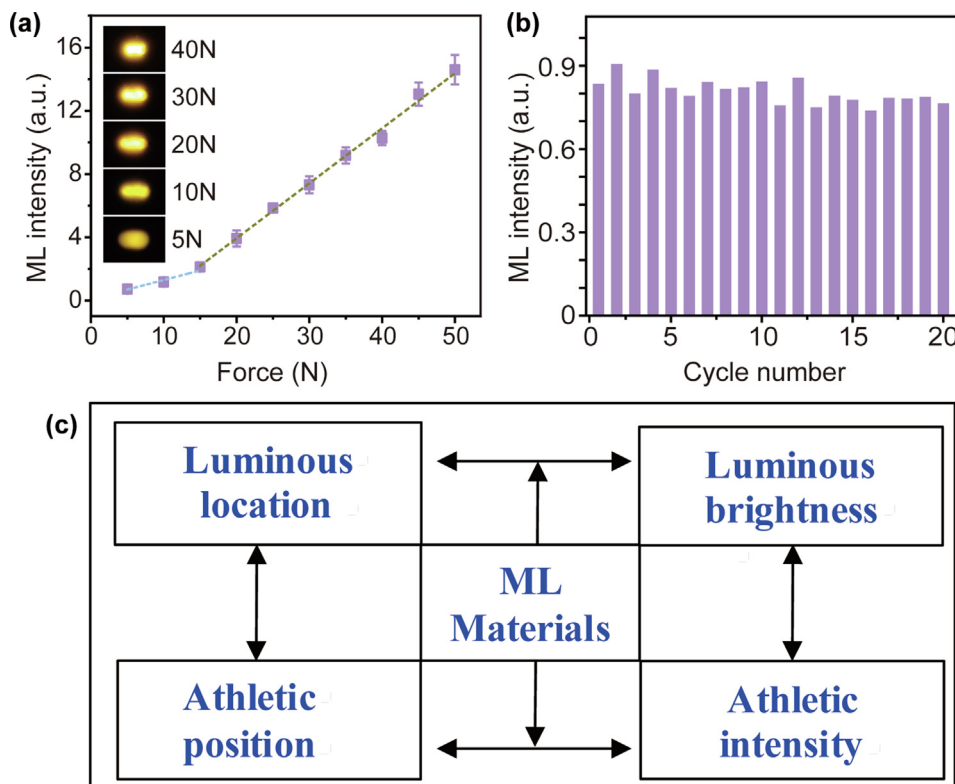 (a)
ML intensity (a.u.)
16
12
8
4
0
40N
30N
20N
10N
5N
0 10 20 30 40 50
Force (N)
(b)
ML intensity (a.u.)
0.9
0.6
0.3
0
0 5 10 15 20
Cycle number
(c)
Luminous
location
Luminous
brightness
ML
Materials
Athletic
position
Athletic
intensity